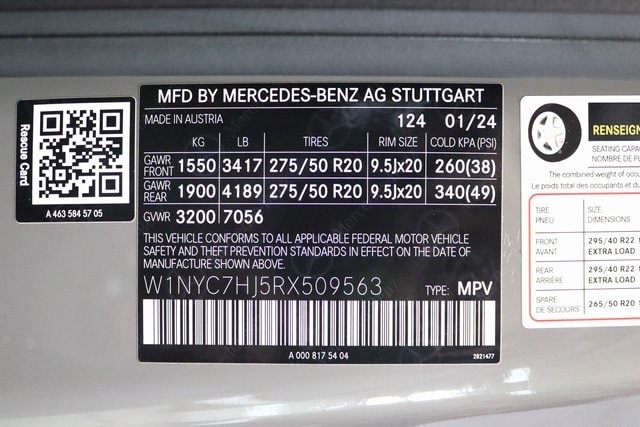 MFD BY MERCEDES-BENZ AG STUTTGART
MADE IN AUSTRIA 124 01/24
KG LB TIRES RIM SIZE COLD KPA(PSI)
GAWR FRONT 1550 3417 275/50 R20 9.5Jx20 260(38)
GAWR REAR 1900 4189 275/50 R20 9.5Jx20 340(49)
GVWR 3200 7056
THIS VEHICLE CONFORMS TO ALL APPLICABLE FEDERAL MOTOR VEHICLE
SAFETY AND THEFT PREVENTION STANDARDS IN EFFECT ON THE DATE OF
MANUFACTURE SHOWN ABOVE.
W1NYC7HJ5RX509563 TYPE: MPV
A 000 817 54 04 2821477
Rescue Card
A 463 584 57 05
RENSEIGN
SEATING CAPA
NOMBRE DE PL
The combined weight of
Le poids total des occupants et du
TIRE SIZE
PNEU DIMENSIONS
FRONT 295/40 R22 1
AVANT EXTRA LOAD
REAR 295/40 R22 1
ARRIÈRE EXTRA LOAD
SPARE
DE SECOURS 265/50 R20 1